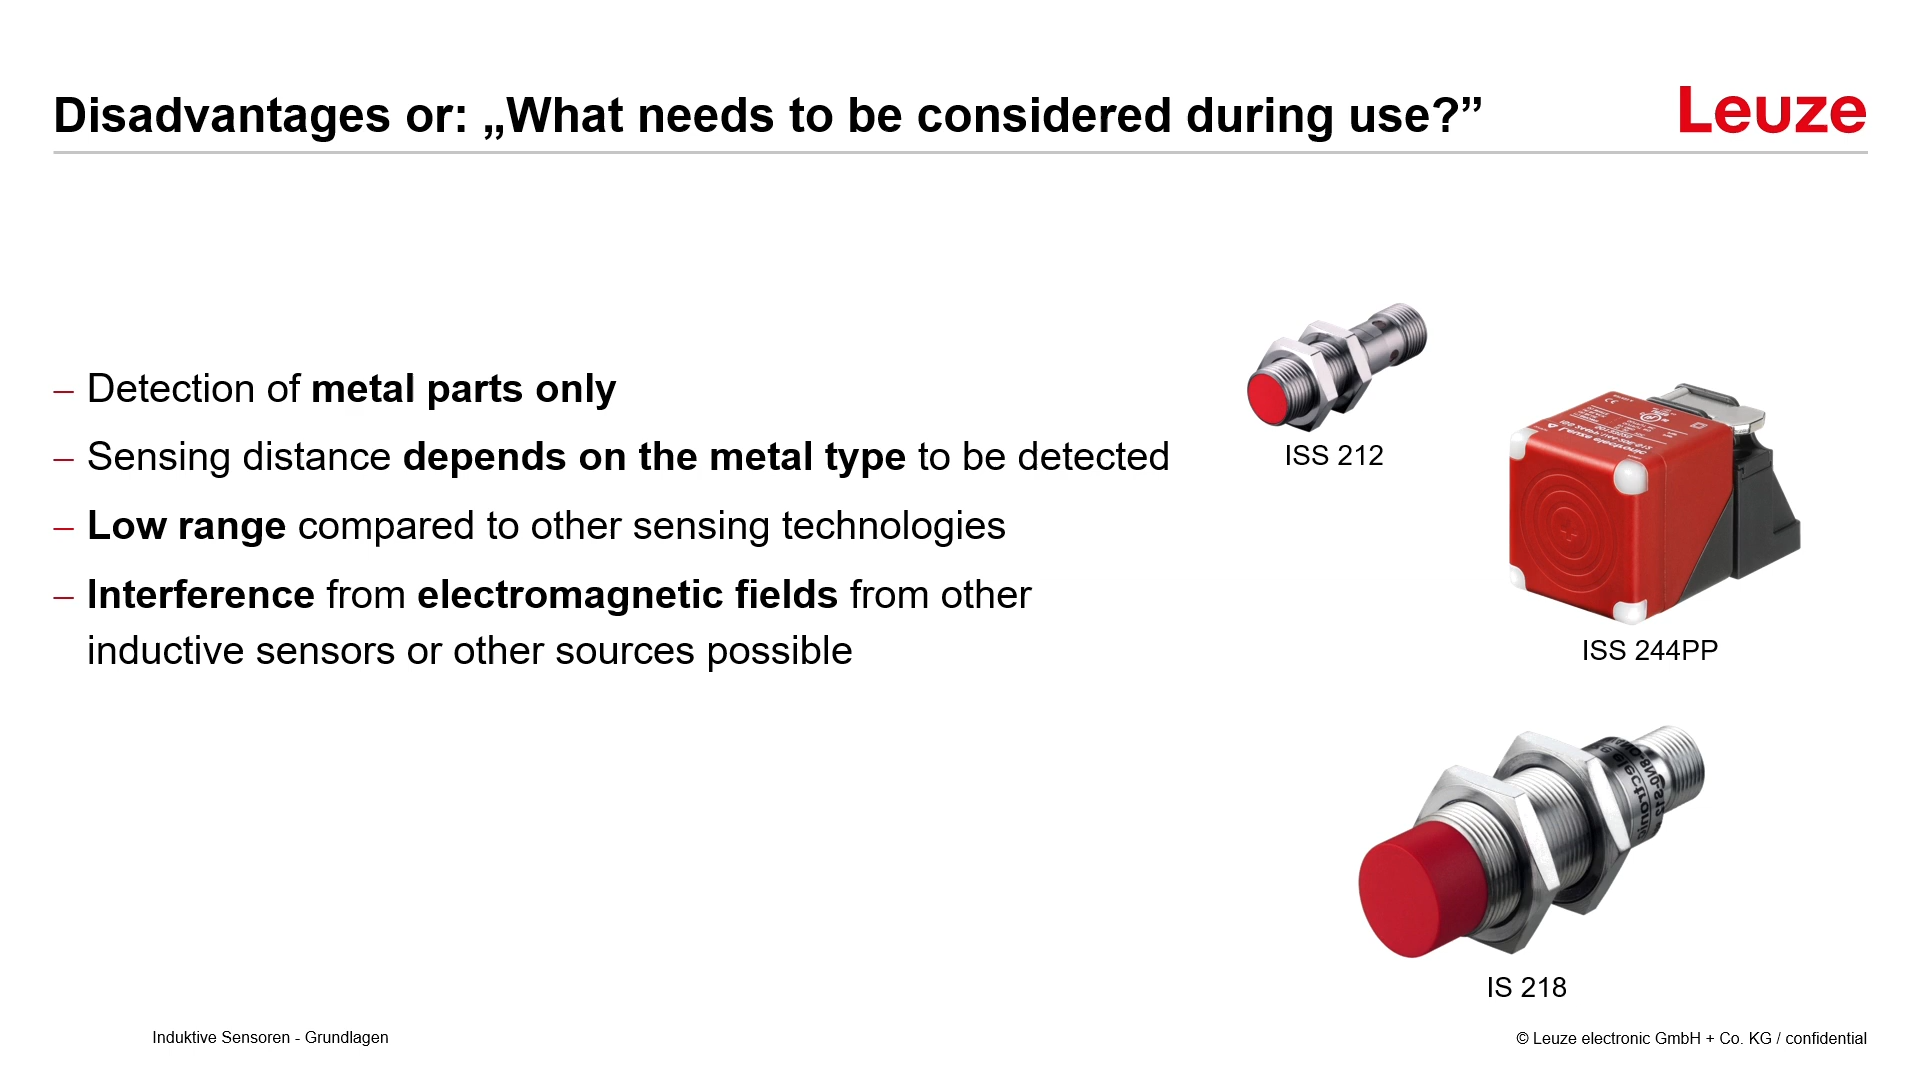 Disadvantages or: „What needs to be considered during use?”
Leuze
– Detection of metal parts only
– Sensing distance depends on the metal type to be detected
– Low range compared to other sensing technologies
– Interference from electromagnetic fields from other
inductive sensors or other sources possible
ISS 212
ISS 244PP
IS 218
Induktive Sensoren - Grundlagen
© Leuze electronic GmbH + Co. KG / confidential